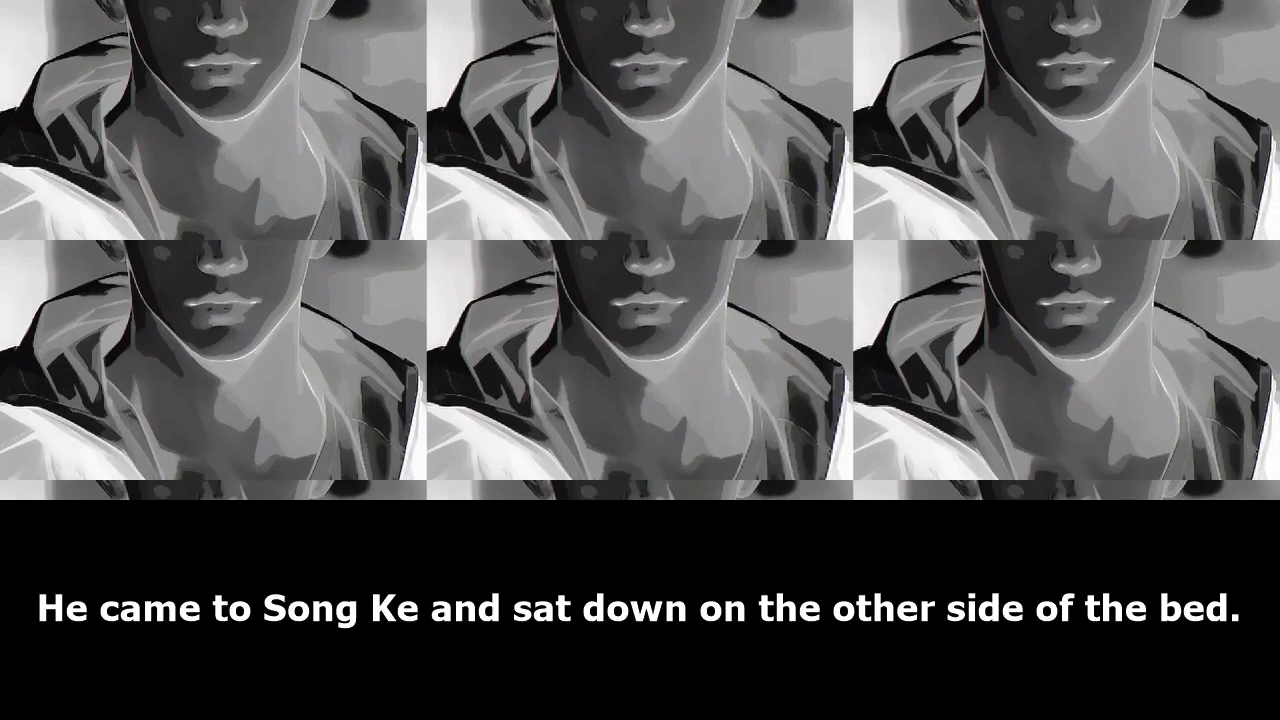 He came to Song Ke and sat down on the other side of the bed.